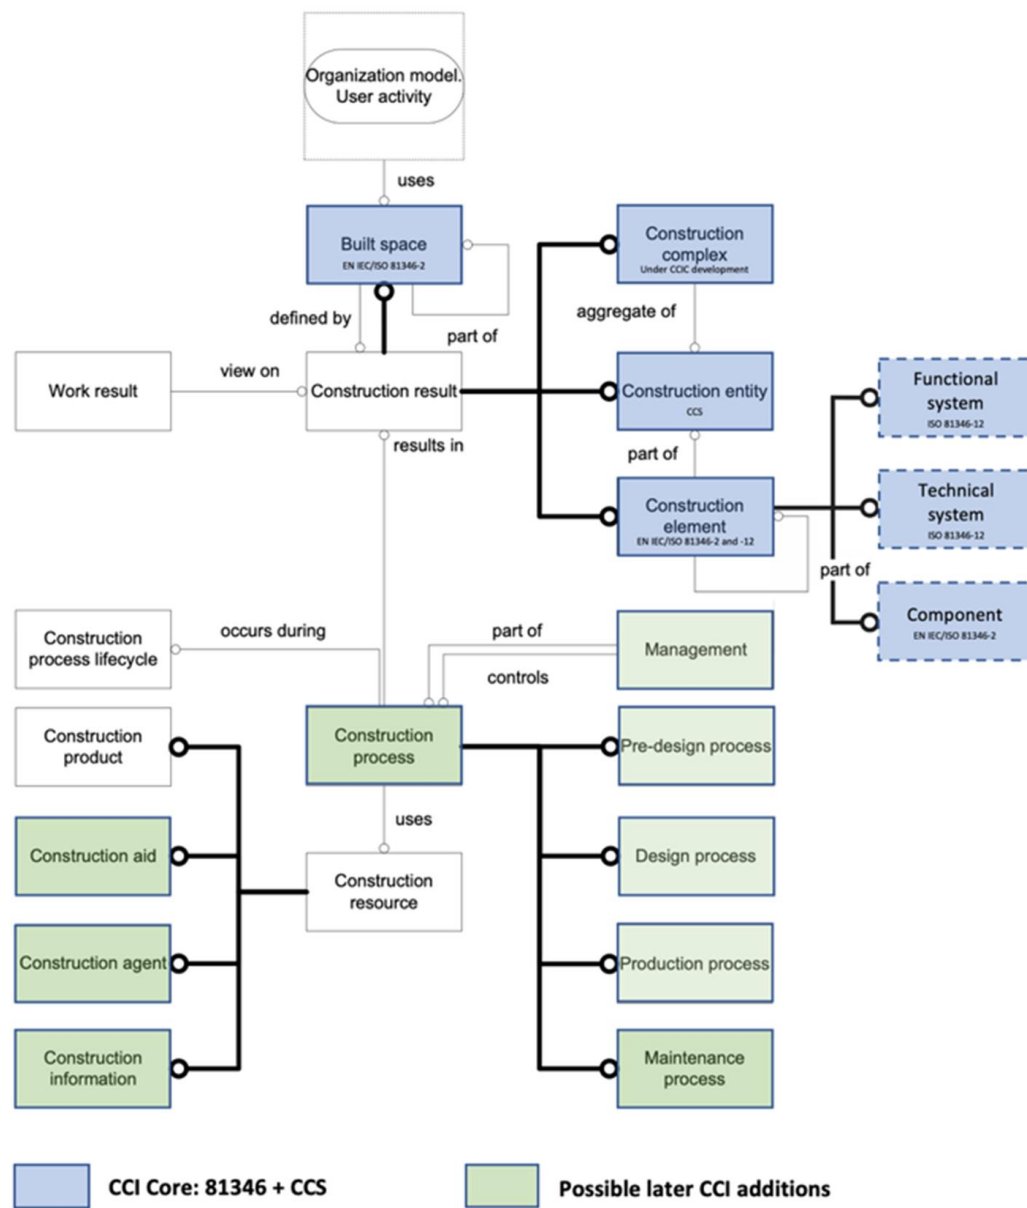 Organization model.
User activity
uses
Built space
EN IEC/ISO 81346-2
Construction
complex
Under CCIC development
defined by
part of
aggregate of
Work result
view on
Construction result
Construction entity
CCS
Functional
system
ISO 81346-12
results in
part of
Construction
element
EN IEC/ISO 81346-2 and -12
Technical
system
ISO 81346-12
part of
Component
EN IEC/ISO 81346-2
Construction
process lifecycle
occurs during
part of
controls
Management
Construction
product
Construction
process
Pre-design process
uses
Construction aid
Construction
resource
Design process
Construction agent
Production process
Construction
information
Maintenance
process
CCI Core: 81346 + CCS
Possible later CCI additions